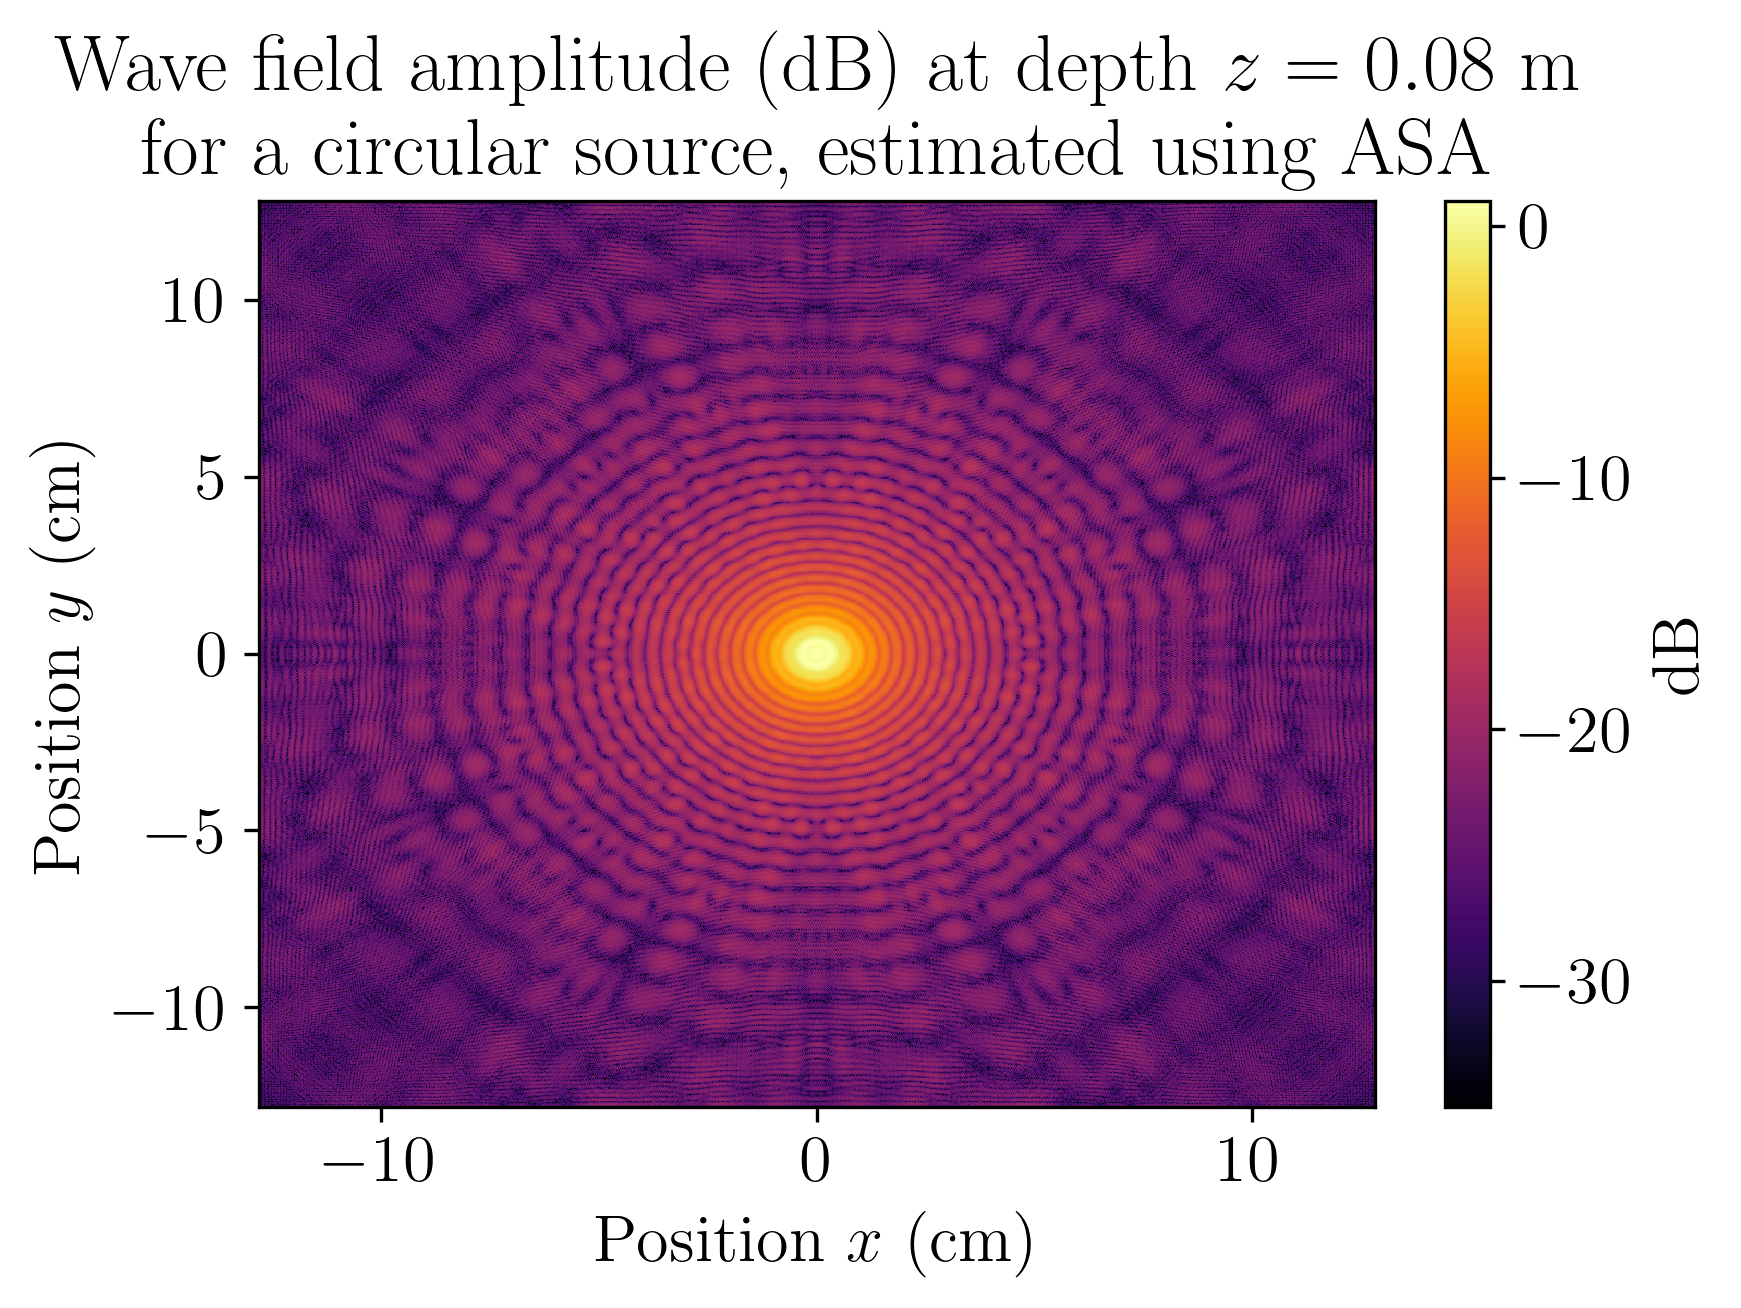 Wave field amplitude (dB) at depth z = 0.08 m
for a circular source, estimated using ASA
10
5
0
−5
−10
Position y (cm)
−10
0
10
Position x (cm)
0
−10
−20
−30
dB